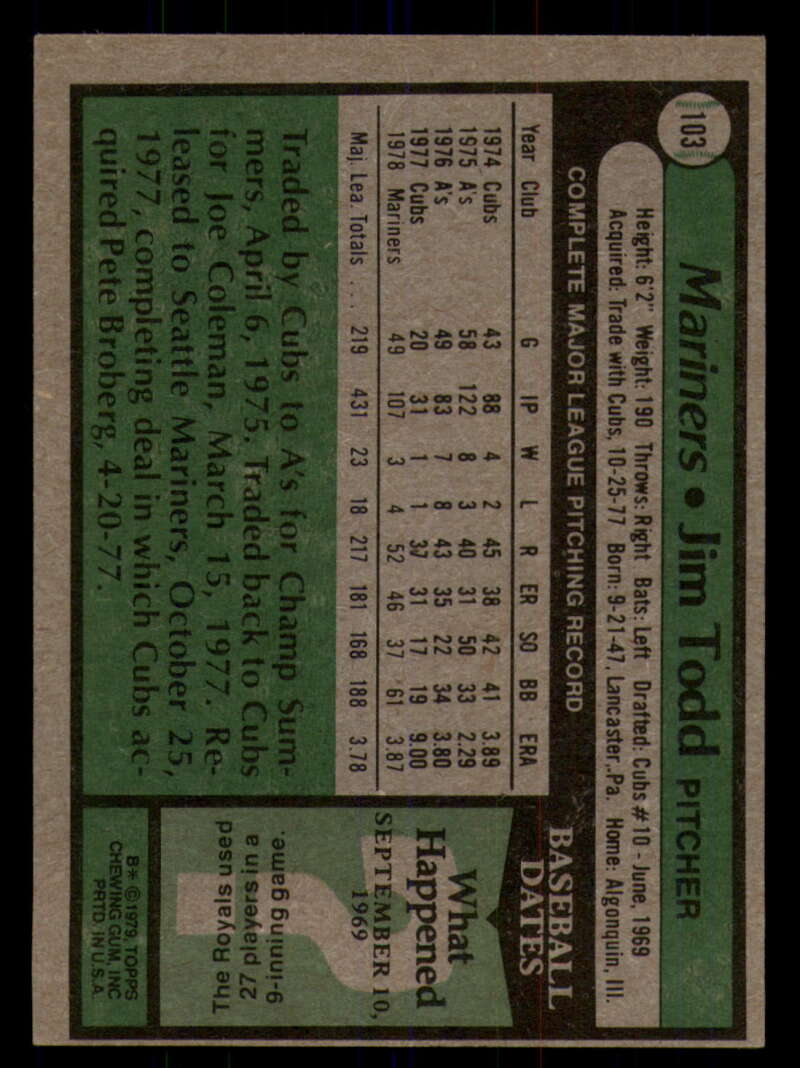 103
Mariners • Jim Todd PITCHER
Height: 6'2" Weight: 190 Throws: Right Bats: Left Drafted: Cubs #10 - June, 1969
Acquired: Trade with Cubs, 10-25-77 Born: 9-21-47, Lancaster, Pa. Home: Algonquin, Ill.
COMPLETE MAJOR LEAGUE PITCHING RECORD
Year Club G IP W L R ER SO BB ERA
1974 Cubs 43 88 4 2 45 38 42 41 3.89
1975 A's 58 122 8 3 40 31 50 33 2.29
1976 A's 49 83 7 8 43 35 22 34 3.80
1977 Cubs 20 31 1 1 37 31 17 19 9.00
1978 Mariners 49 107 3 4 52 46 37 61 3.87
Maj. Lea. Totals . . . 219 431 23 18 217 181 168 188 3.78
Traded by Cubs to A's for Champ Sum-
mers, April 6, 1975. Traded back to Cubs
for Joe Coleman, March 15, 1977. Re-
leased to Seattle Mariners, October 25,
1977, completing deal in which Cubs ac-
quired Pete Broberg, 4-20-77.
BASEBALL
DATES
What
Happened
SEPTEMBER 10,
1969
?
The Royals used
27 players in a
9-inning game.
B* © 1979 TOPPS
CHEWING GUM, INC
PRTD. IN U.S.A.